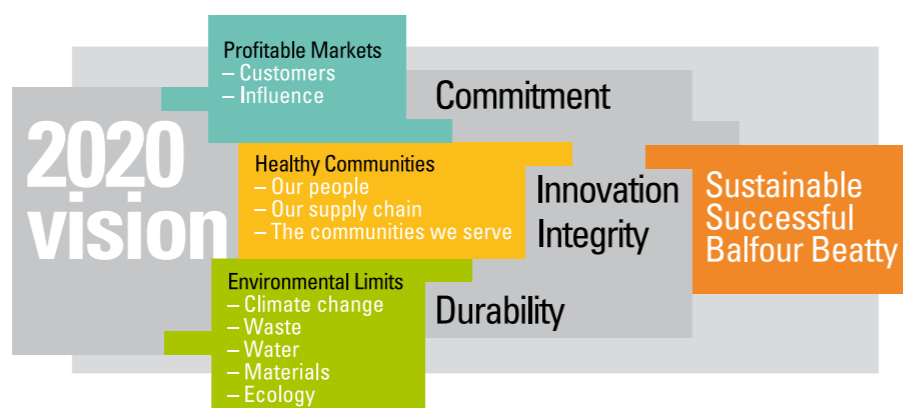 2020
vision
Profitable Markets
– Customers
– Influence
Healthy Communities
– Our people
– Our supply chain
– The communities we serve
Environmental Limits
– Climate change
– Waste
– Water
– Materials
– Ecology
Commitment
Innovation
Integrity
Durability
Sustainable
Successful
Balfour Beatty